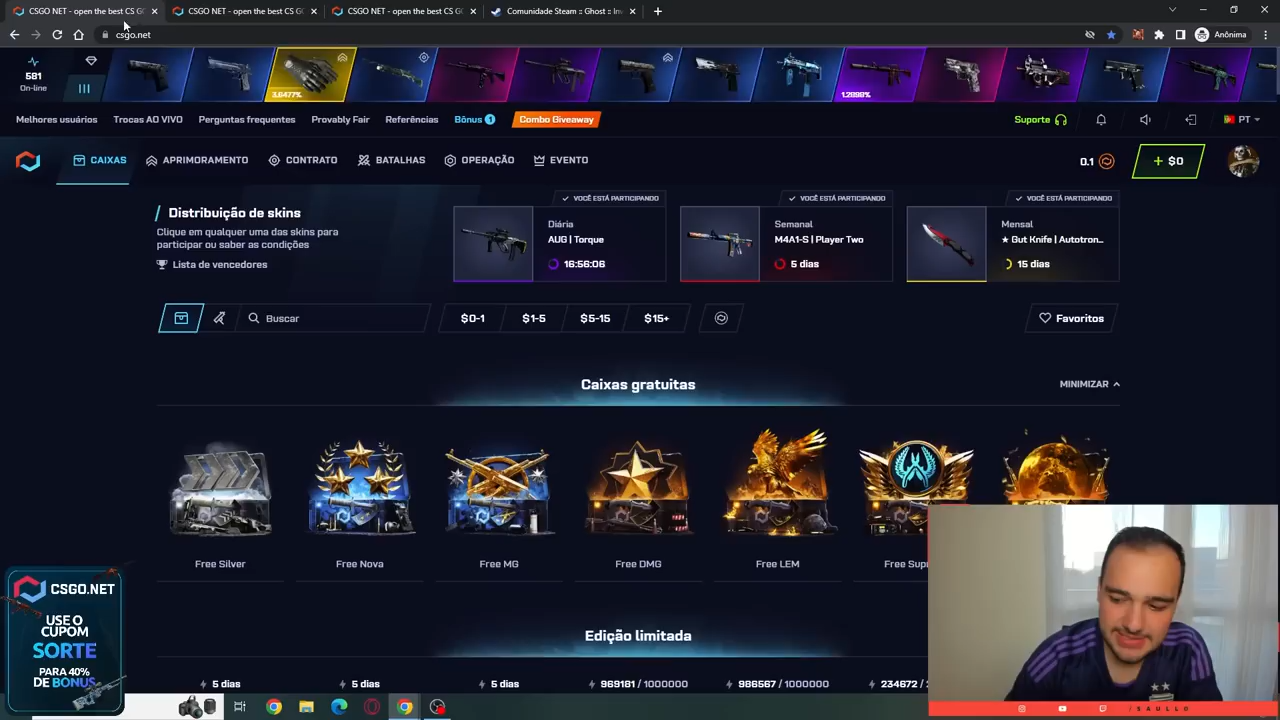 CSGO NET - open the best CS G
CSGO NET - open the best CS GO
CSGO NET - open the best CS G
Comunidade Steam :: Ghost :: Inv
csgo.net
Anônima
581
On-line
3.6477%
1.2098%
Melhores usuários
Trocas AO VIVO
Perguntas frequentes
Provably Fair
Referências
Bônus 1
Combo Giveaway
Suporte
PT
CAIXAS
APRIMORAMENTO
CONTRATO
BATALHAS
OPERAÇÃO
EVENTO
0.1
+ $0
Distribuição de skins
Clique em qualquer uma das skins para
participar ou saber as condições
Lista de vencedores
VOCÊ ESTÁ PARTICIPANDO
Diária
AUG | Torque
16:56:06
VOCÊ ESTÁ PARTICIPANDO
Semanal
M4A1-S | Player Two
5 dias
VOCÊ ESTÁ PARTICIPANDO
Mensal
★ Gut Knife | Autotron...
15 dias
Buscar
$0-1
$1-5
$5-15
$15+
Favoritos
Caixas gratuitas
MINIMIZAR
Free Silver
Free Nova
Free MG
Free DMG
Free LEM
Free Sup
Edição limitada
5 dias
5 dias
5 dias
969181 / 1000000
986567 / 1000000
234672 /
CSGO.NET
USE O
CUPOM
SORTE
PARA 40%
DE BÔNUS
/ SAULLO